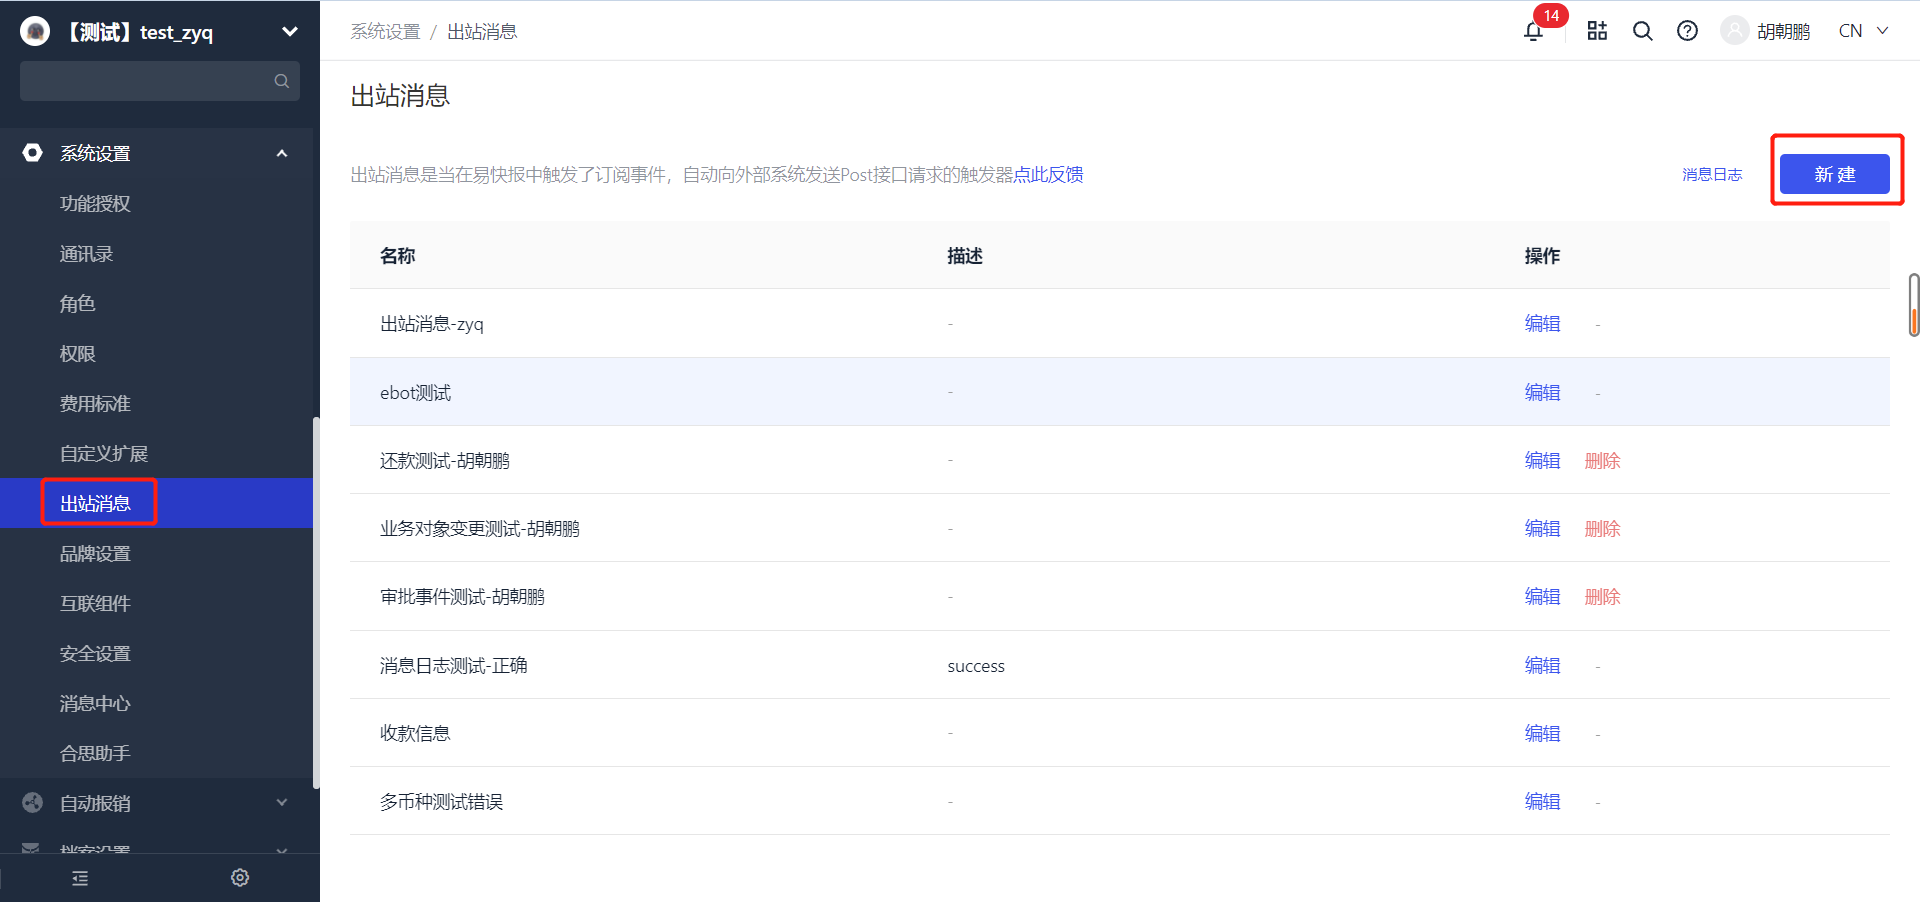 【测试】test_zyq
系统设置
功能授权
通讯录
角色
权限
费用标准
自定义扩展
出站消息
品牌设置
互联组件
安全设置
消息中心
合思助手
自动报销
档案设置
系统设置 / 出站消息
14
胡朝鹏
CN
出站消息
出站消息是当在易快报中触发了订阅事件，自动向外部系统发送Post接口请求的触发器点此反馈
消息日志
新 建
名称 描述 操作
出站消息-zyq - 编辑 -
ebot测试 - 编辑 -
还款测试-胡朝鹏 - 编辑 删除
业务对象变更测试-胡朝鹏 - 编辑 删除
审批事件测试-胡朝鹏 - 编辑 删除
消息日志测试-正确 success 编辑 -
收款信息 - 编辑 -
多币种测试错误 - 编辑 -